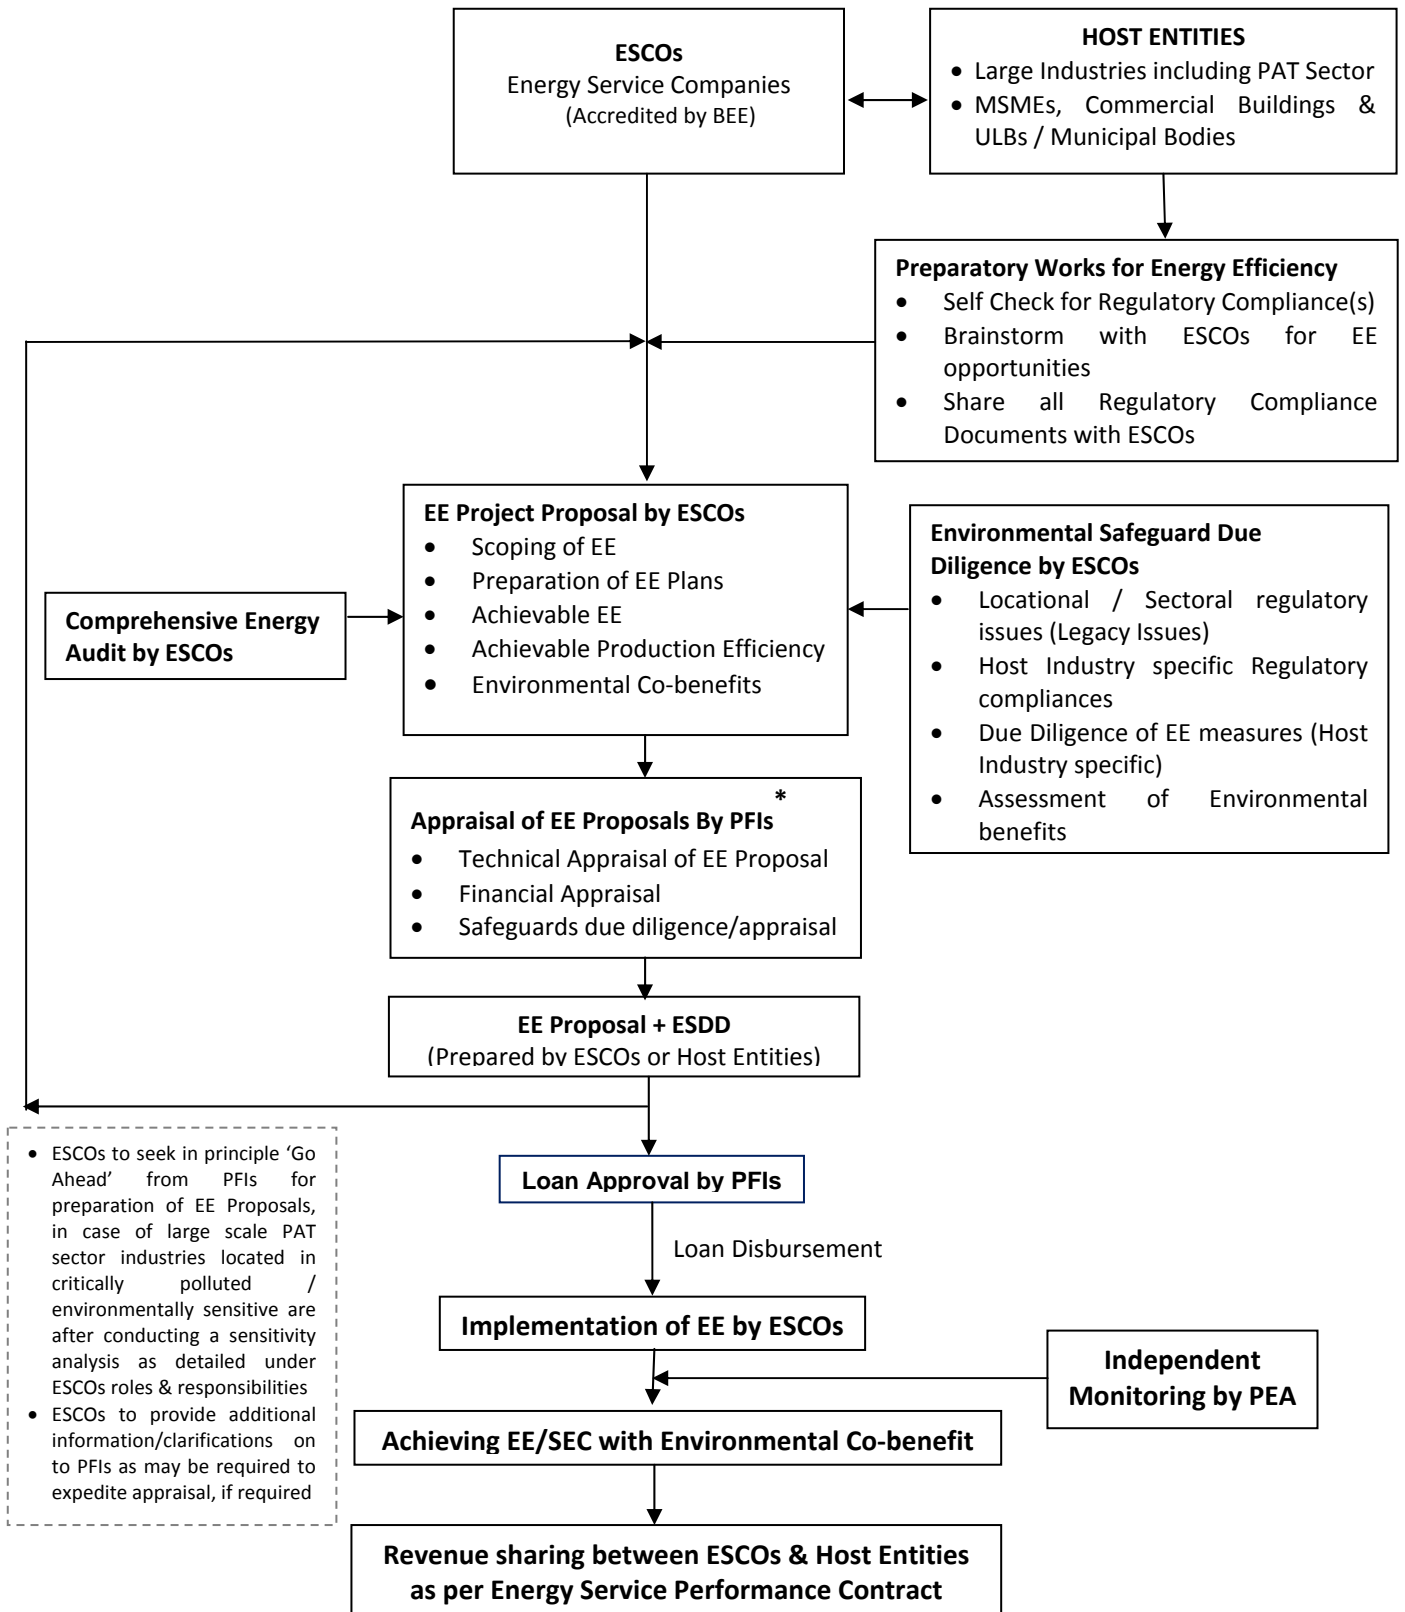 ESCOs
Energy Service Companies
(Accredited by BEE)
HOST ENTITIES
• Large Industries including PAT Sector
• MSMEs, Commercial Buildings &
ULBs / Municipal Bodies
Preparatory Works for Energy Efficiency
• Self Check for Regulatory Compliance(s)
• Brainstorm with ESCOs for EE
opportunities
• Share all Regulatory Compliance
Documents with ESCOs
EE Project Proposal by ESCOs
• Scoping of EE
• Preparation of EE Plans
• Achievable EE
• Achievable Production Efficiency
• Environmental Co-benefits
Environmental Safeguard Due
Diligence by ESCOs
• Locational / Sectoral regulatory
issues (Legacy Issues)
• Host Industry specific Regulatory
compliances
• Due Diligence of EE measures (Host
Industry specific)
• Assessment of Environmental
benefits
Comprehensive Energy
Audit by ESCOs
Appraisal of EE Proposals By PFIs*
• Technical Appraisal of EE Proposal
• Financial Appraisal
• Safeguards due diligence/appraisal
EE Proposal + ESDD
(Prepared by ESCOs or Host Entities)
• ESCOs to seek in principle ‘Go
Ahead’ from PFIs for
preparation of EE Proposals,
in case of large scale PAT
sector industries located in
critically polluted /
environmentally sensitive are
after conducting a sensitivity
analysis as detailed under
ESCOs roles & responsibilities
• ESCOs to provide additional
information/clarifications on
to PFIs as may be required to
expedite appraisal, if required
Loan Approval by PFIs
Loan Disbursement
Implementation of EE by ESCOs
Independent
Monitoring by PEA
Achieving EE/SEC with Environmental Co-benefit
Revenue sharing between ESCOs & Host Entities
as per Energy Service Performance Contract